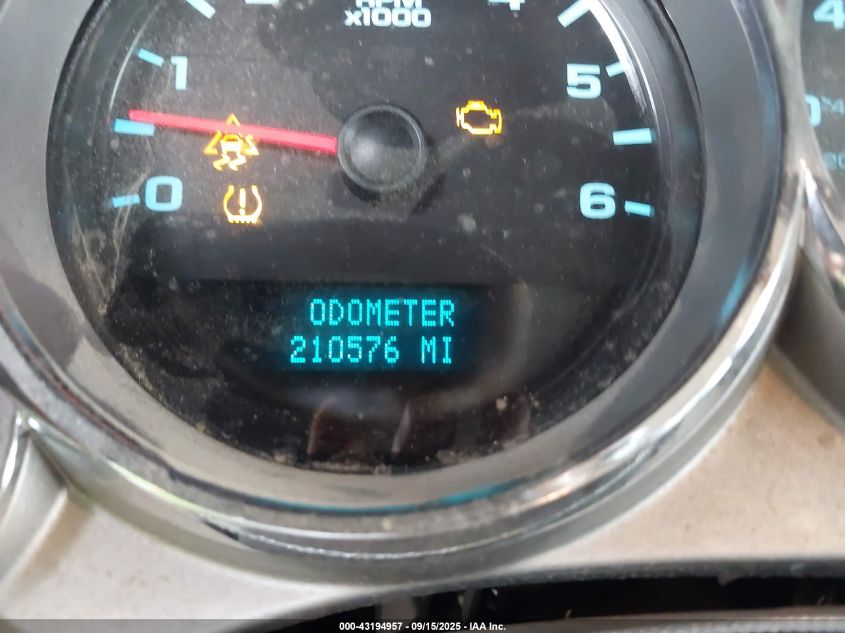 RPM
x1000
4
1
5
0
6
ODOMETER
210576 MI
000-43194957 - 09/15/2025 - IAA Inc.